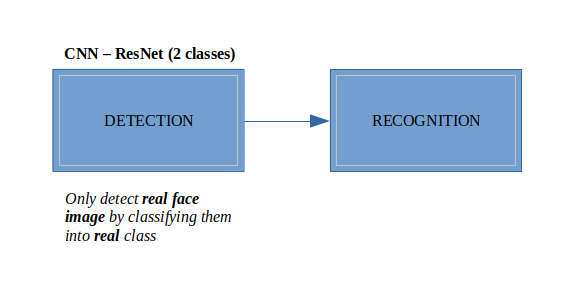 CNN – ResNet (2 classes)
DETECTION
RECOGNITION
Only detect real face
image by classifying them
into real class